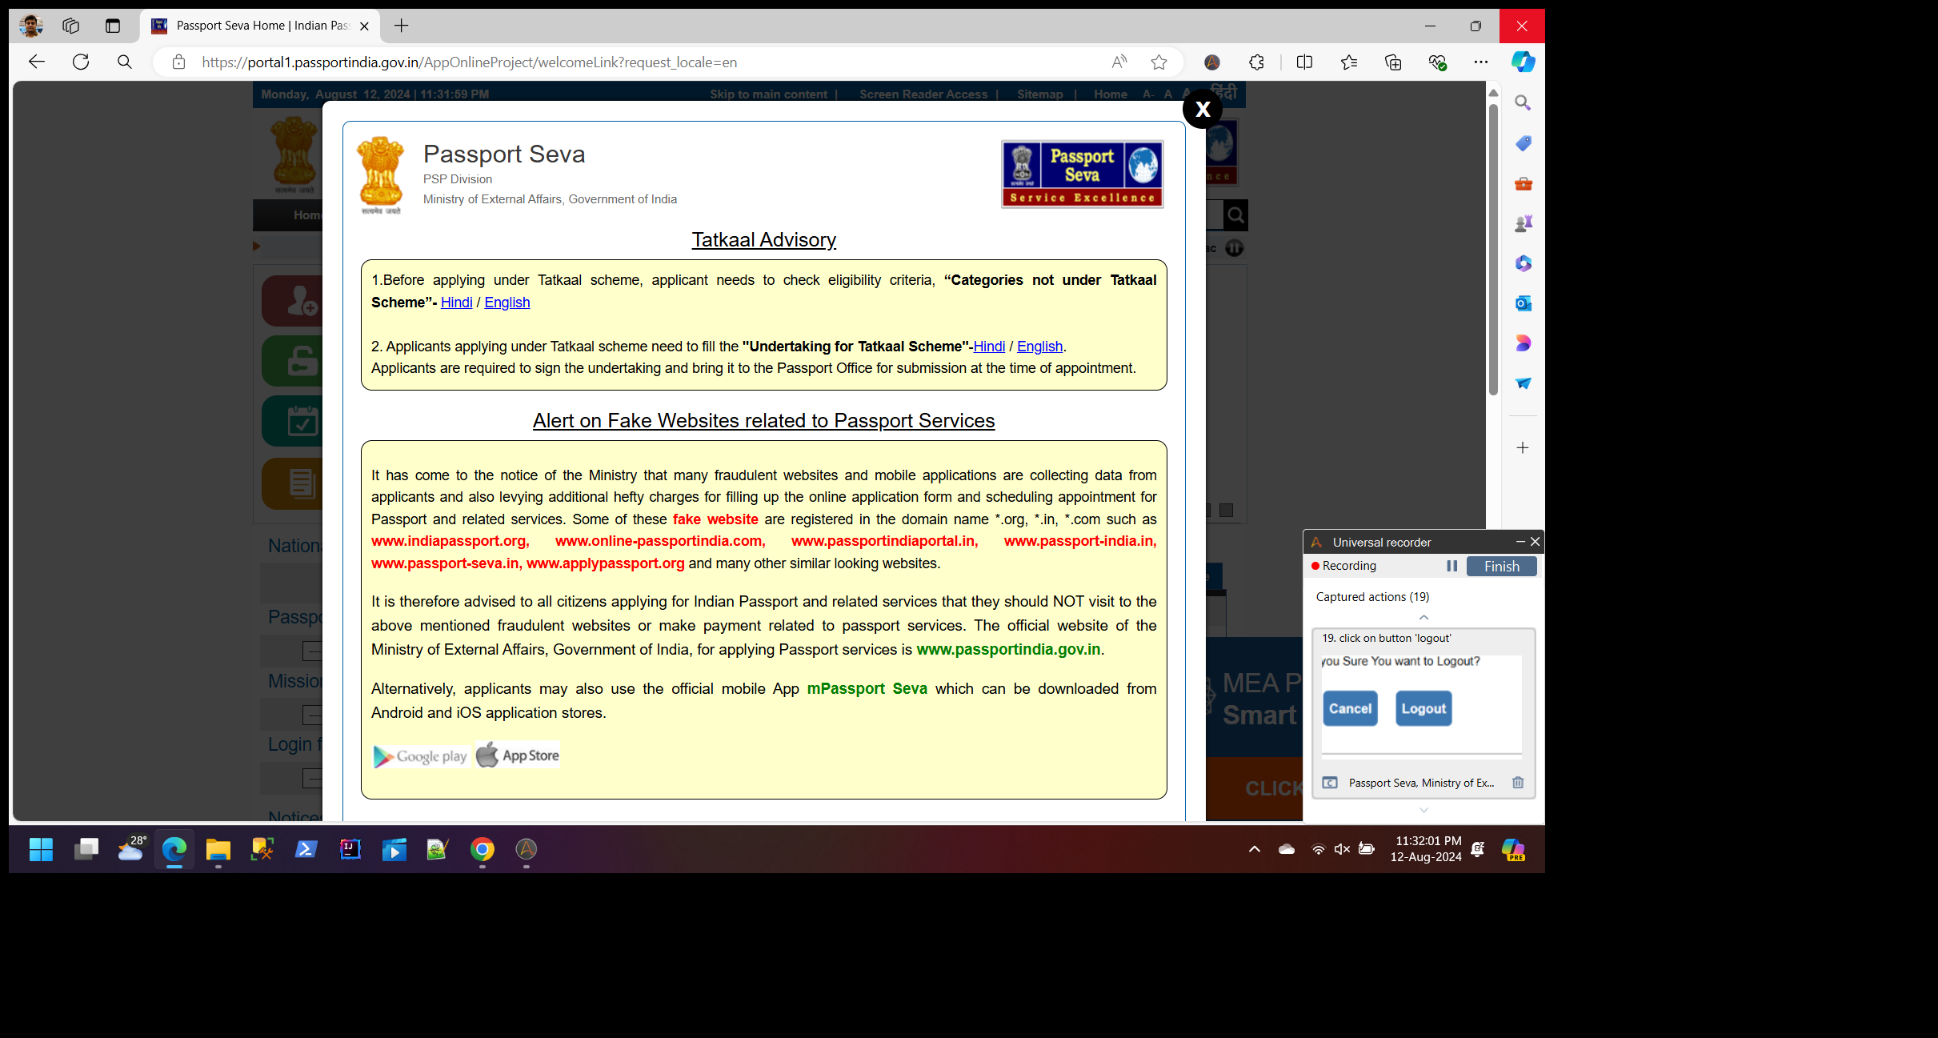 Passport Seva Home | Indian Pas
https://portal1.passportindia.gov.in/AppOnlineProject/welcomeLink?request_locale=en
Monday, August 12, 2024 | 11:31:59 PM
Skip to main content | Screen Reader Access | Sitemap | Home A- A हिंदी
X
Passport Seva
PSP Division
Ministry of External Affairs, Government of India
सत्यमेव जयते
Passport
Seva
Service Excellence
Hom
Tatkaal Advisory
1.Before applying under Tatkaal scheme, applicant needs to check eligibility criteria, “Categories not under Tatkaal
Scheme”- Hindi / English
2. Applicants applying under Tatkaal scheme need to fill the "Undertaking for Tatkaal Scheme"-Hindi / English.
Applicants are required to sign the undertaking and bring it to the Passport Office for submission at the time of appointment.
Alert on Fake Websites related to Passport Services
It has come to the notice of the Ministry that many fraudulent websites and mobile applications are collecting data from
applicants and also levying additional hefty charges for filling up the online application form and scheduling appointment for
Passport and related services. Some of these fake website are registered in the domain name *.org, *.in, *.com such as
www.indiapassport.org, www.online-passportindia.com, www.passportindiaportal.in, www.passport-india.in,
www.passport-seva.in, www.applypassport.org and many other similar looking websites.
It is therefore advised to all citizens applying for Indian Passport and related services that they should NOT visit to the
above mentioned fraudulent websites or make payment related to passport services. The official website of the
Ministry of External Affairs, Government of India, for applying Passport services is www.passportindia.gov.in.
Alternatively, applicants may also use the official mobile App mPassport Seva which can be downloaded from
Android and iOS application stores.
Google play App Store
Nation
Passpo
Missio
Login f
Notice
MEA P
Smart
CLICK
Universal recorder
Recording
Finish
Captured actions (19)
19. click on button 'logout'
you Sure You want to Logout?
Cancel Logout
Passport Seva, Ministry of Ex...
28°
11:32:01 PM
12-Aug-2024
PRE